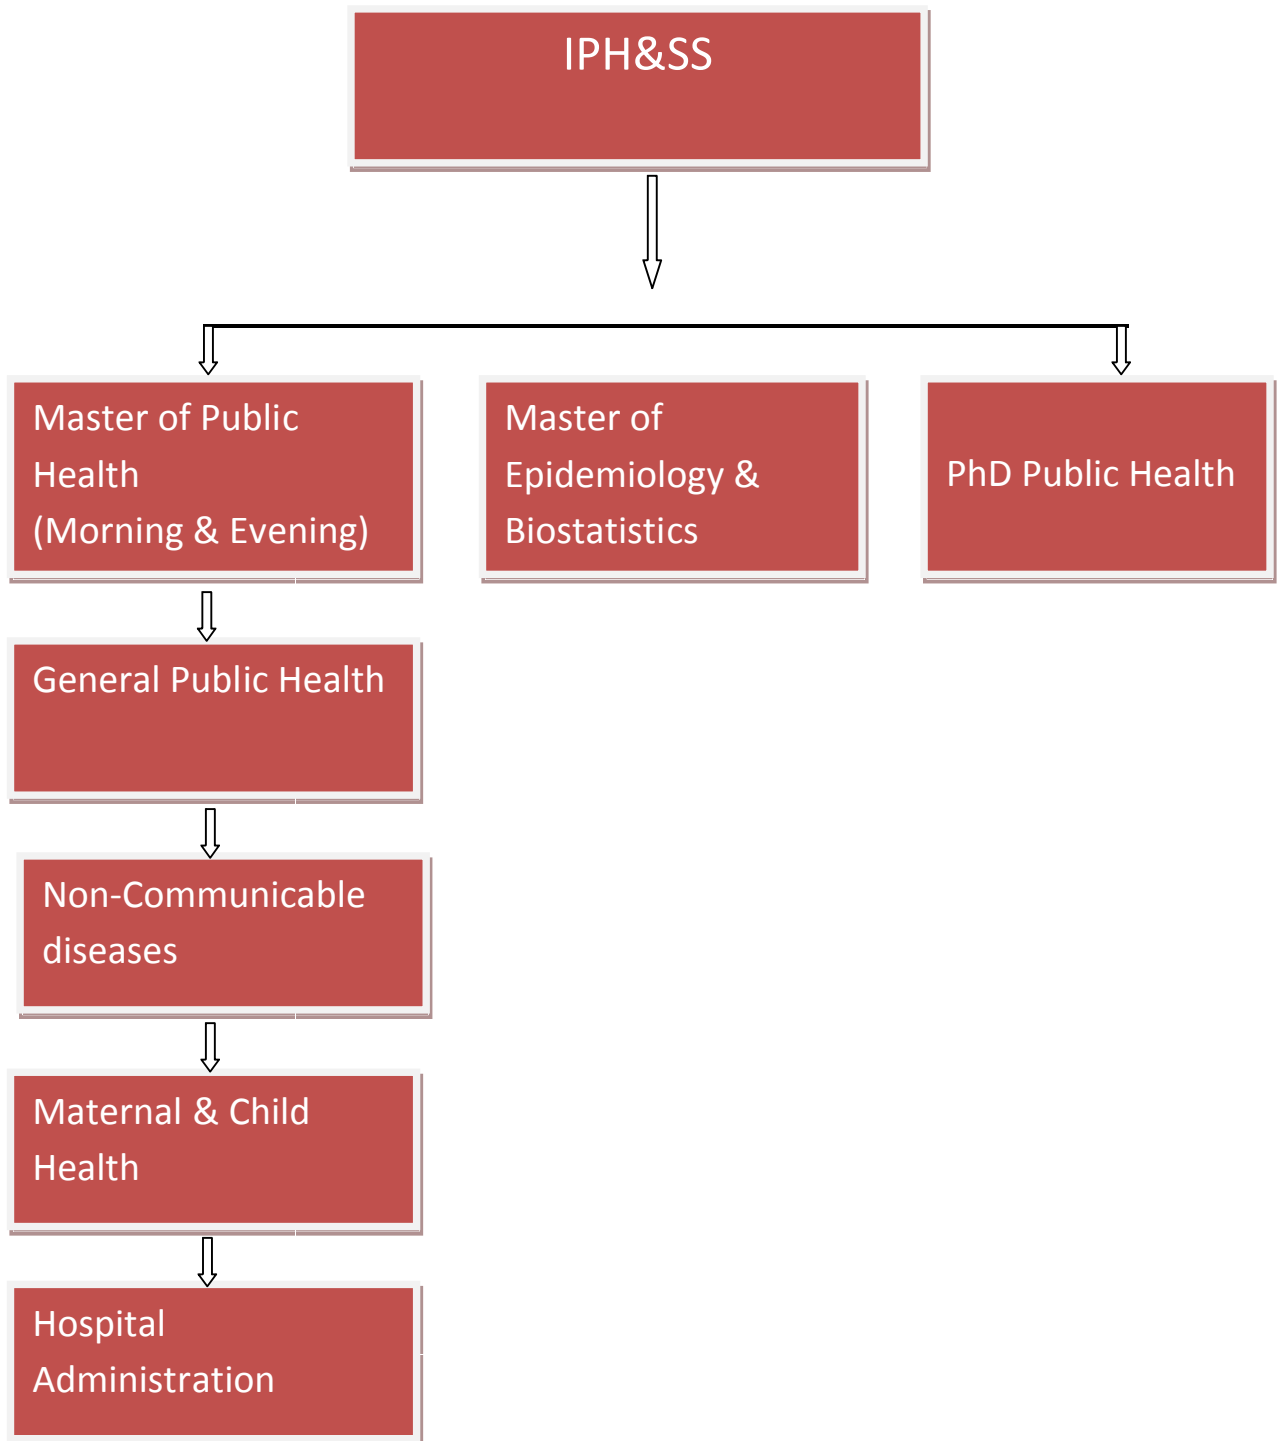 IPH&SS
Master of Public
Health
(Morning & Evening)
Master of
Epidemiology &
Biostatistics
PhD Public Health
General Public Health
Non-Communicable
diseases
Maternal & Child
Health
Hospital
Administration